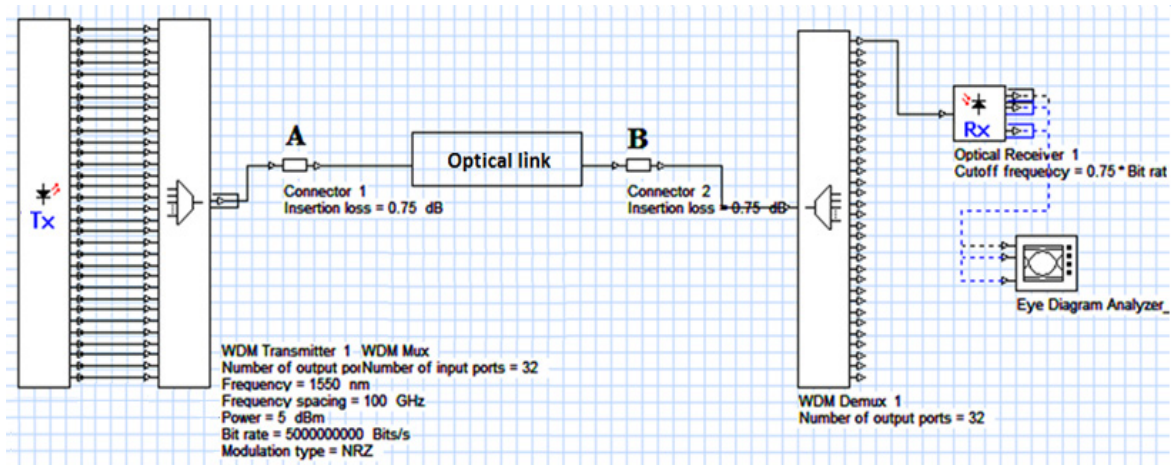 Tx
A
Connector 1
Insertion loss = 0.75 dB
Optical link
B
Connector 2
Insertion loss = 0.75 dB
Rx
Optical Receiver 1
Cutoff frequency = 0.75 * Bit rat
Eye Diagram Analyzer_
WDM Transmitter 1 WDM Mux
Number of output por Number of input ports = 32
Frequency = 1550 nm
Frequency spacing = 100 GHz
Power = 5 dBm
Bit rate = 5000000000 Bits/s
Modulation type = NRZ
WDM Demux 1
Number of output ports = 32